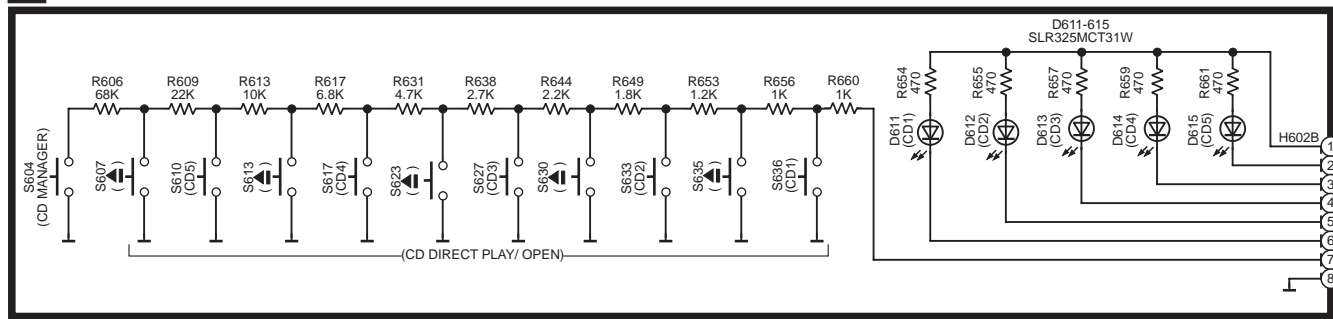 D611-615
SLR325MCT31W
R606
68K
R609
22K
R613
10K
R617
6.8K
R631
4.7K
R638
2.7K
R644
2.2K
R649
1.8K
R653
1.2K
R656
1K
R660
1K
R654
470
R655
470
R657
470
R659
470
R661
470
D611
(CD1)
D612
(CD2)
D613
(CD3)
D614
(CD4)
D615
(CD5)
H602B
1
2
3
4
5
6
7
8
S604
(CD MANAGER)
S607
(⏏)
S610
(CD5)
S613
(⏏)
S617
(CD4)
S623
(⏏)
S627
(CD3)
S630
(⏏)
S633
(CD2)
S635
(⏏)
S636
(CD1)
(CD DIRECT PLAY/ OPEN)